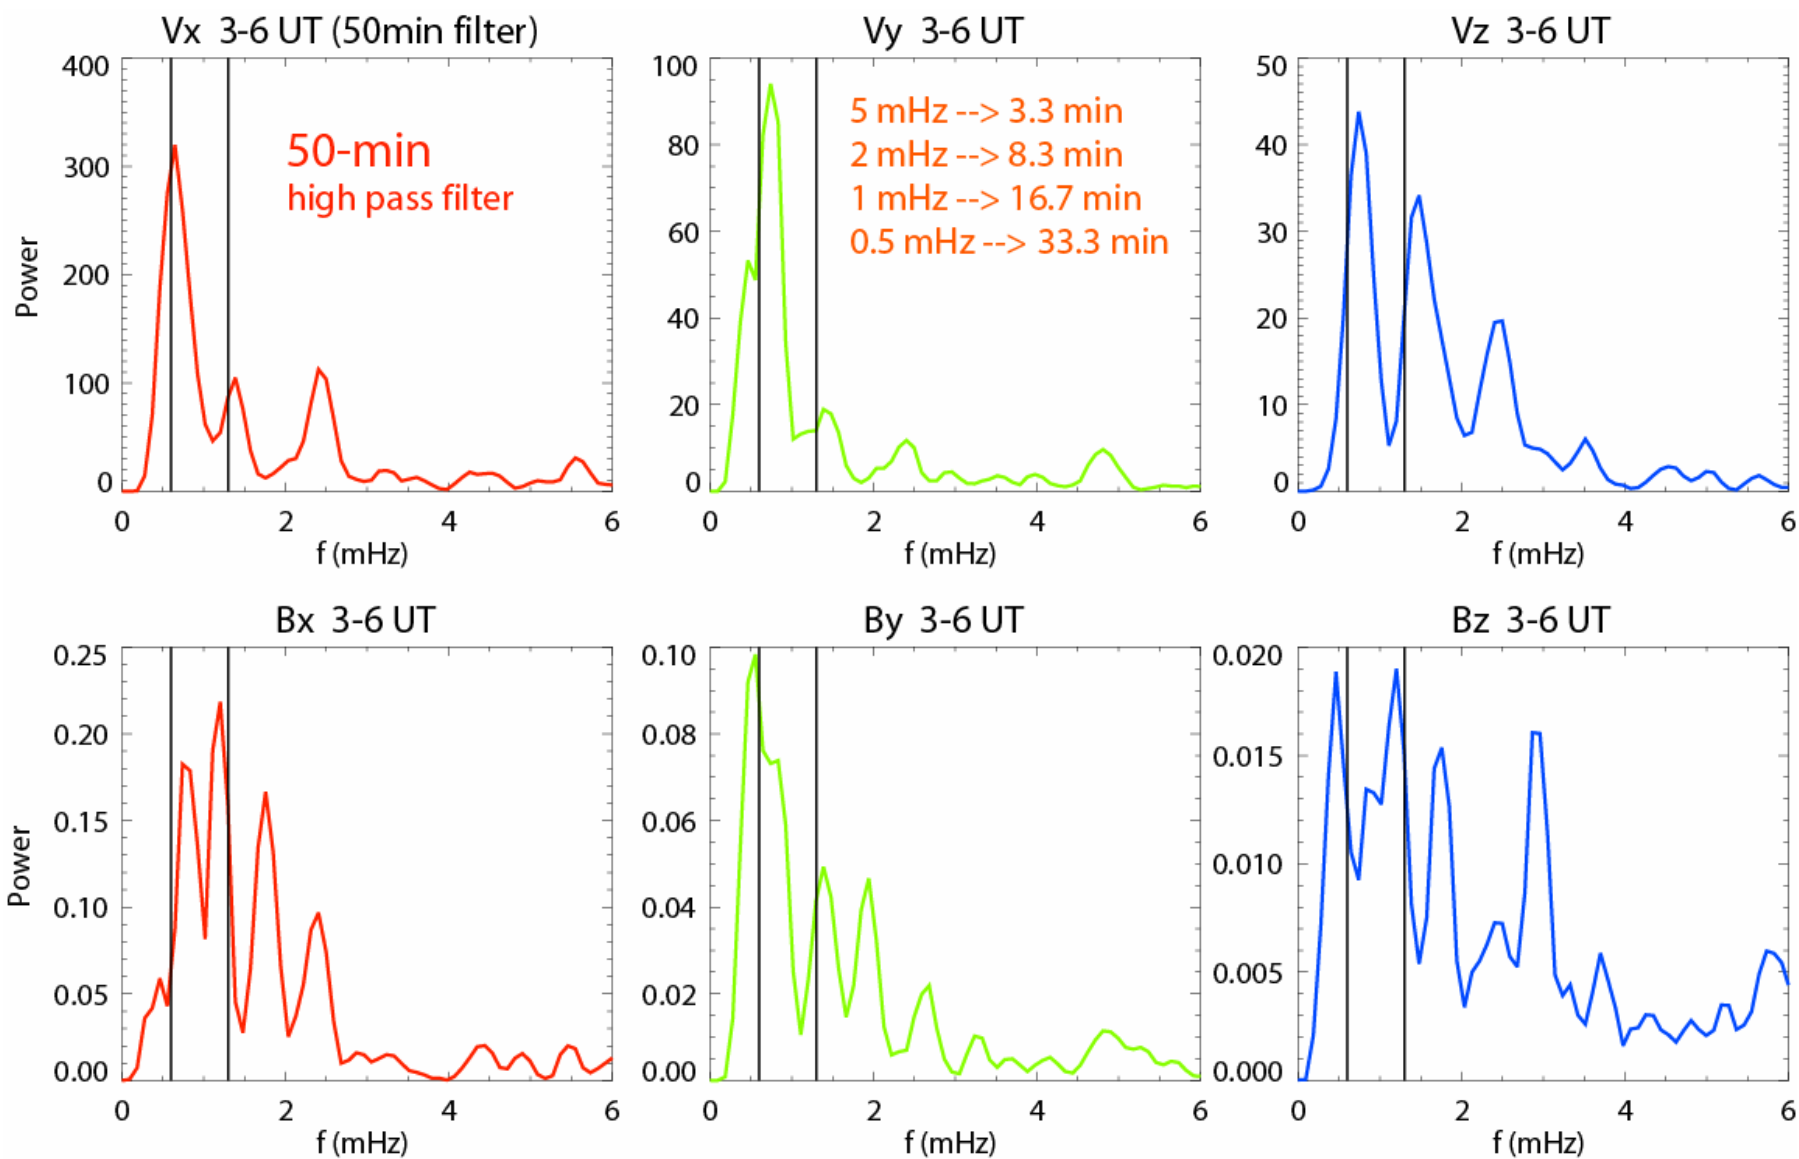 Vx 3-6 UT (50min filter)
Vy 3-6 UT
Vz 3-6 UT
400
300
200
100
0
Power
50-min
high pass filter
0 2 4 6
f (mHz)
100
80
60
40
20
0
5 mHz --> 3.3 min
2 mHz --> 8.3 min
1 mHz --> 16.7 min
0.5 mHz --> 33.3 min
0 2 4 6
f (mHz)
50
40
30
20
10
0
0 2 4 6
f (mHz)
Bx 3-6 UT
By 3-6 UT
Bz 3-6 UT
0.25
0.20
0.15
0.10
0.05
0.00
Power
0 2 4 6
f (mHz)
0.10
0.08
0.06
0.04
0.02
0.00
0 2 4 6
f (mHz)
0.020
0.015
0.010
0.005
0.000
0 2 4 6
f (mHz)